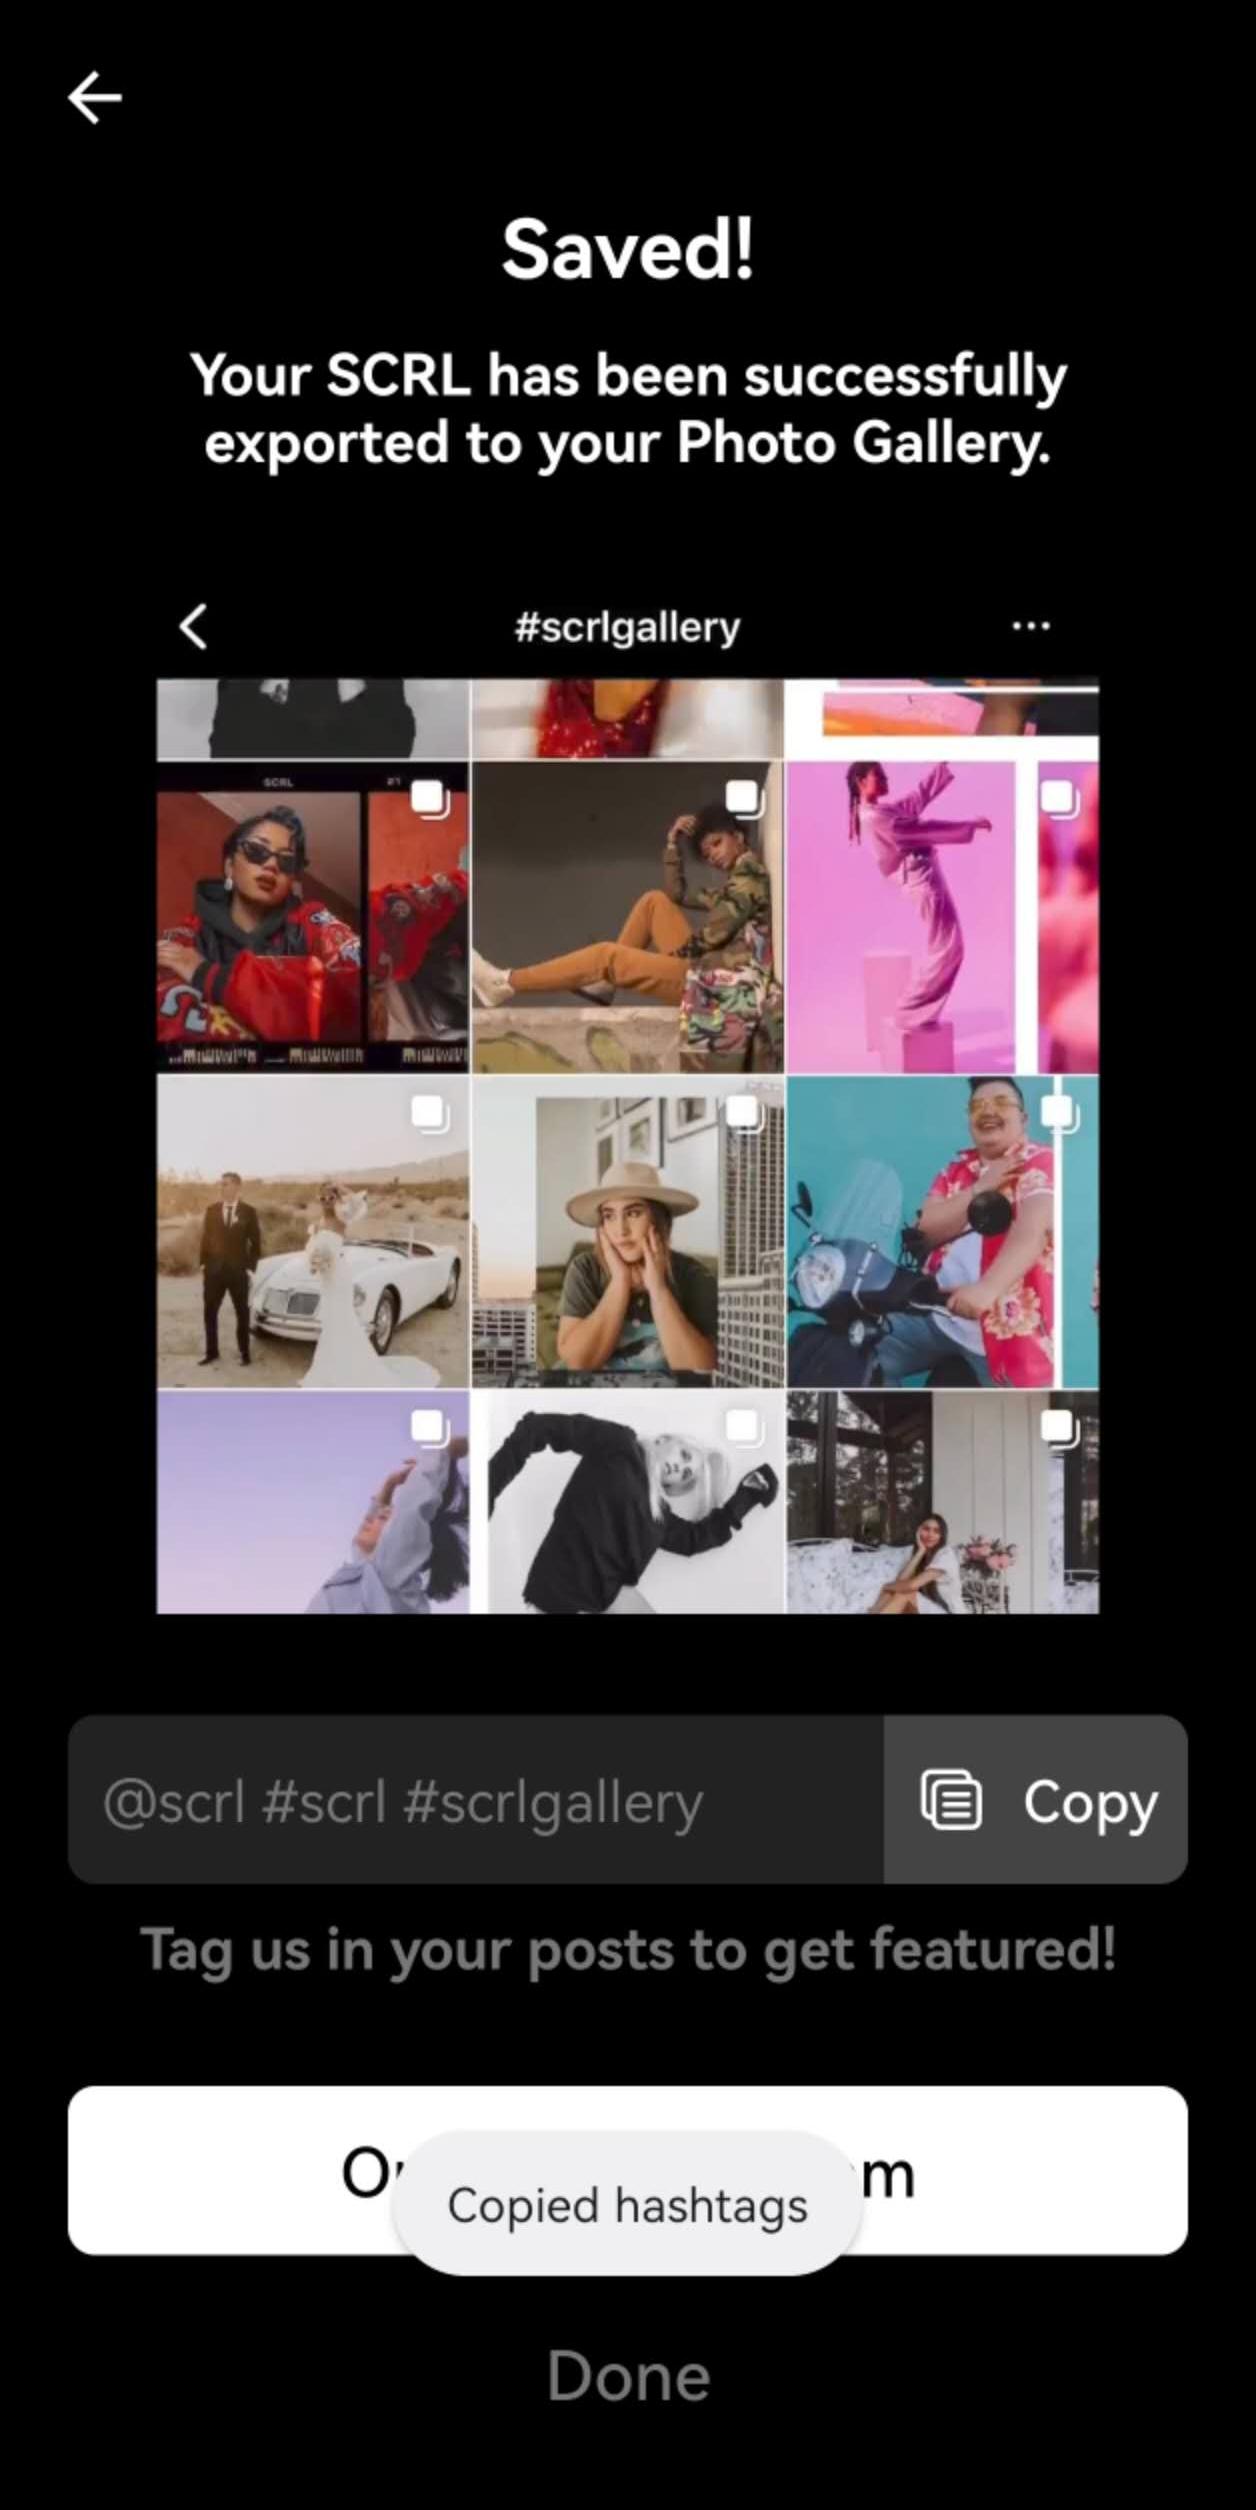 Saved!
Your SCRL has been successfully
exported to your Photo Gallery.
#scrlgallery
SCRL
@scrl #scrl #scrlgallery
Copy
Tag us in your posts to get featured!
Copied hashtags
Done